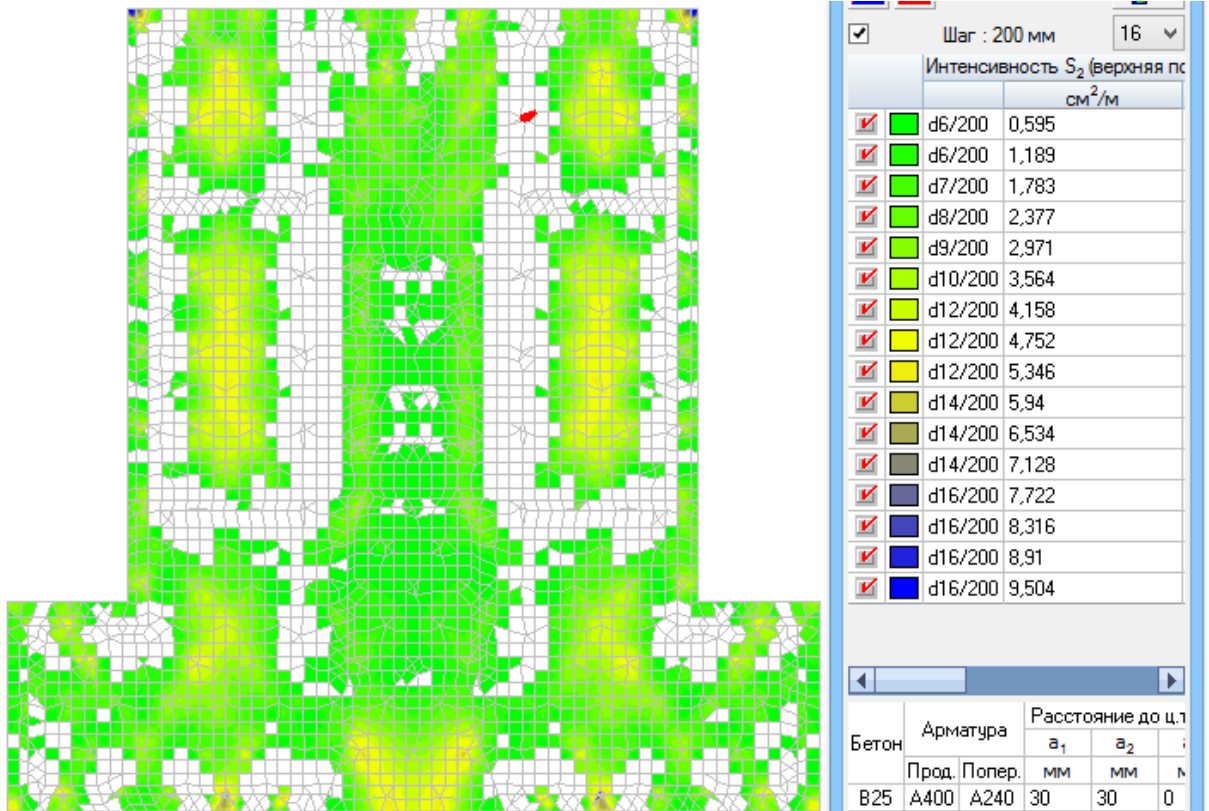 Шаг : 200 мм 16
Интенсивность S₂ (верхняя по
см²/м
d6/200 0,595
d6/200 1,189
d7/200 1,783
d8/200 2,377
d9/200 2,971
d10/200 3,564
d12/200 4,158
d12/200 4,752
d12/200 5,346
d14/200 5,94
d14/200 6,534
d14/200 7,128
d16/200 7,722
d16/200 8,316
d16/200 8,91
d16/200 9,504
Бетон Арматура Расстояние до ц.т
a₁ a₂
Прод. Попер. мм мм
B25 A400 A240 30 30 0